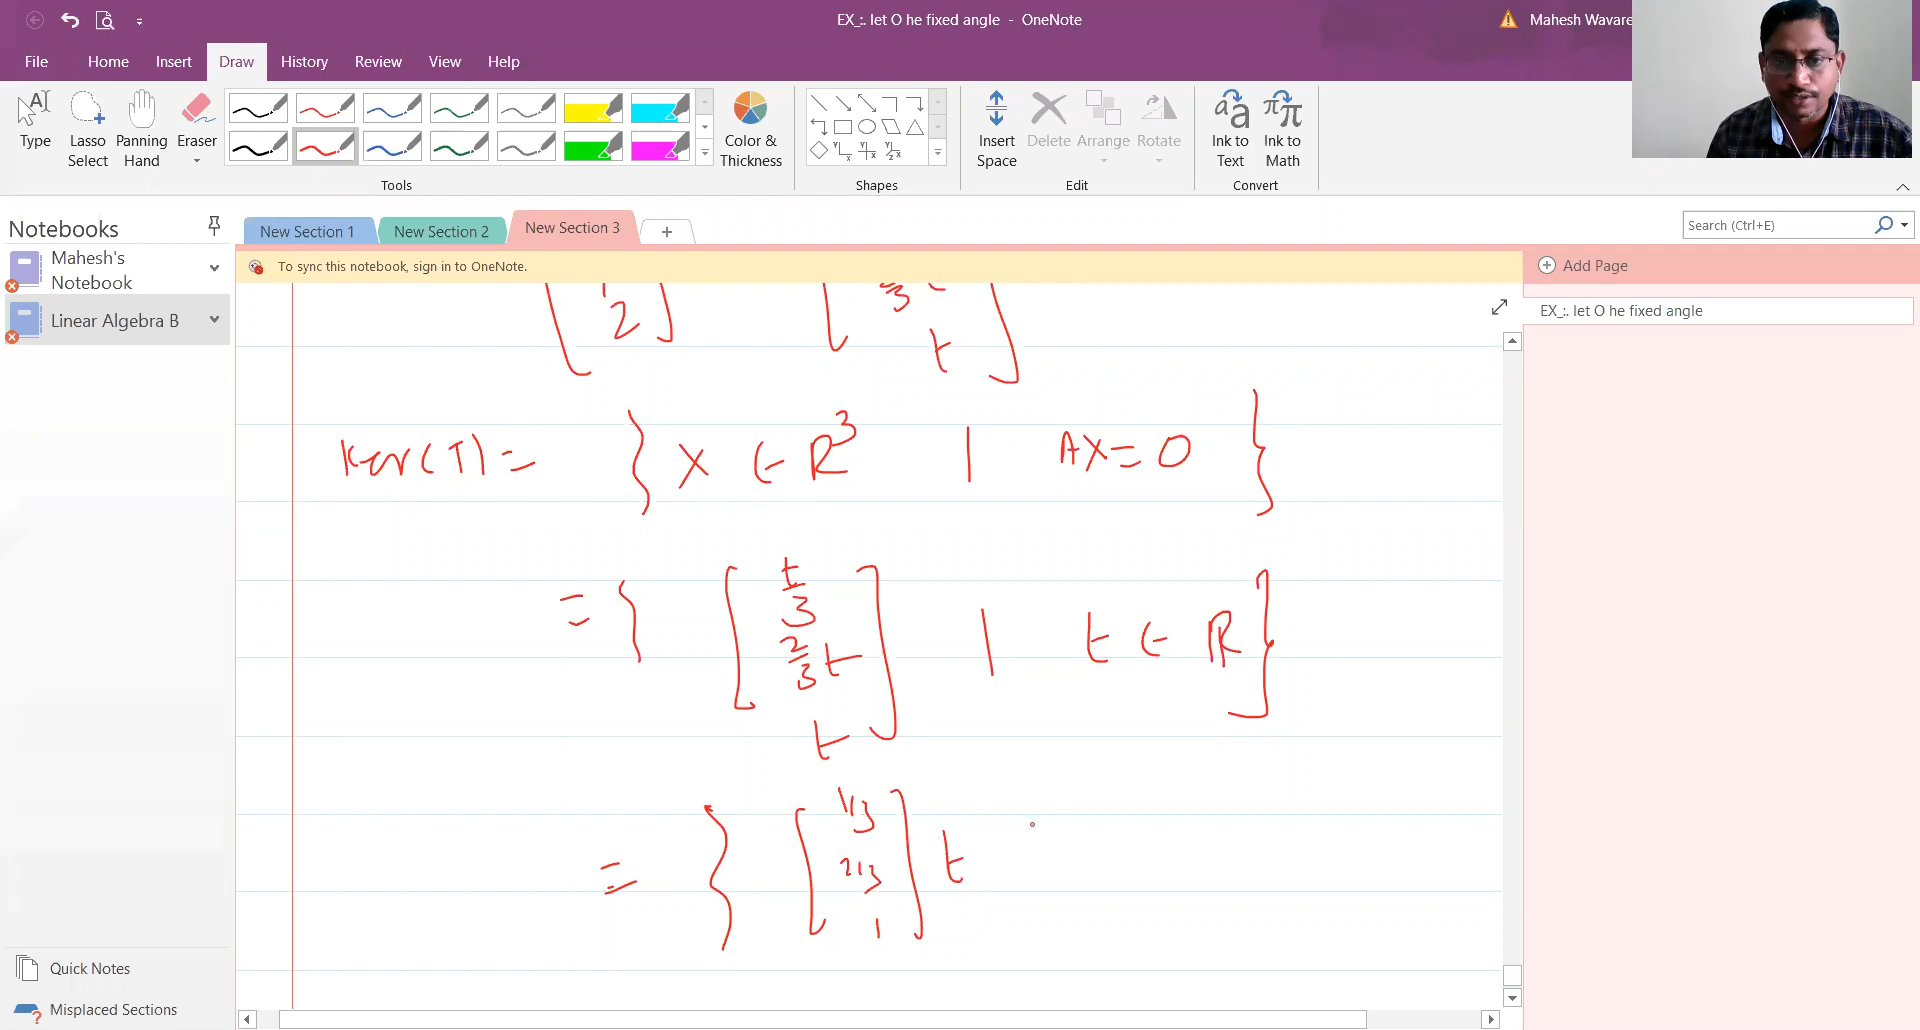 EX_:. let O he fixed angle - OneNote
Mahesh Wavare
File Home Insert Draw History Review View Help
Type
Lasso Select
Panning Hand
Eraser
Color & Thickness
Insert Space
Delete
Arrange
Rotate
Ink to Text
Ink to Math
Tools
Shapes
Edit
Convert
Notebooks
New Section 1
New Section 2
New Section 3
+
Search (Ctrl+E)
Mahesh's Notebook
Linear Algebra B
To sync this notebook, sign in to OneNote.
Add Page
EX_:. let O he fixed angle
2
3
t
Ker(T) = { X ∈ R³ | AX = 0 }
= { [ t/3
2/3 t
t ] | t ∈ R }
= { [ 1/3
2/3
1 ] t
Quick Notes
Misplaced Sections